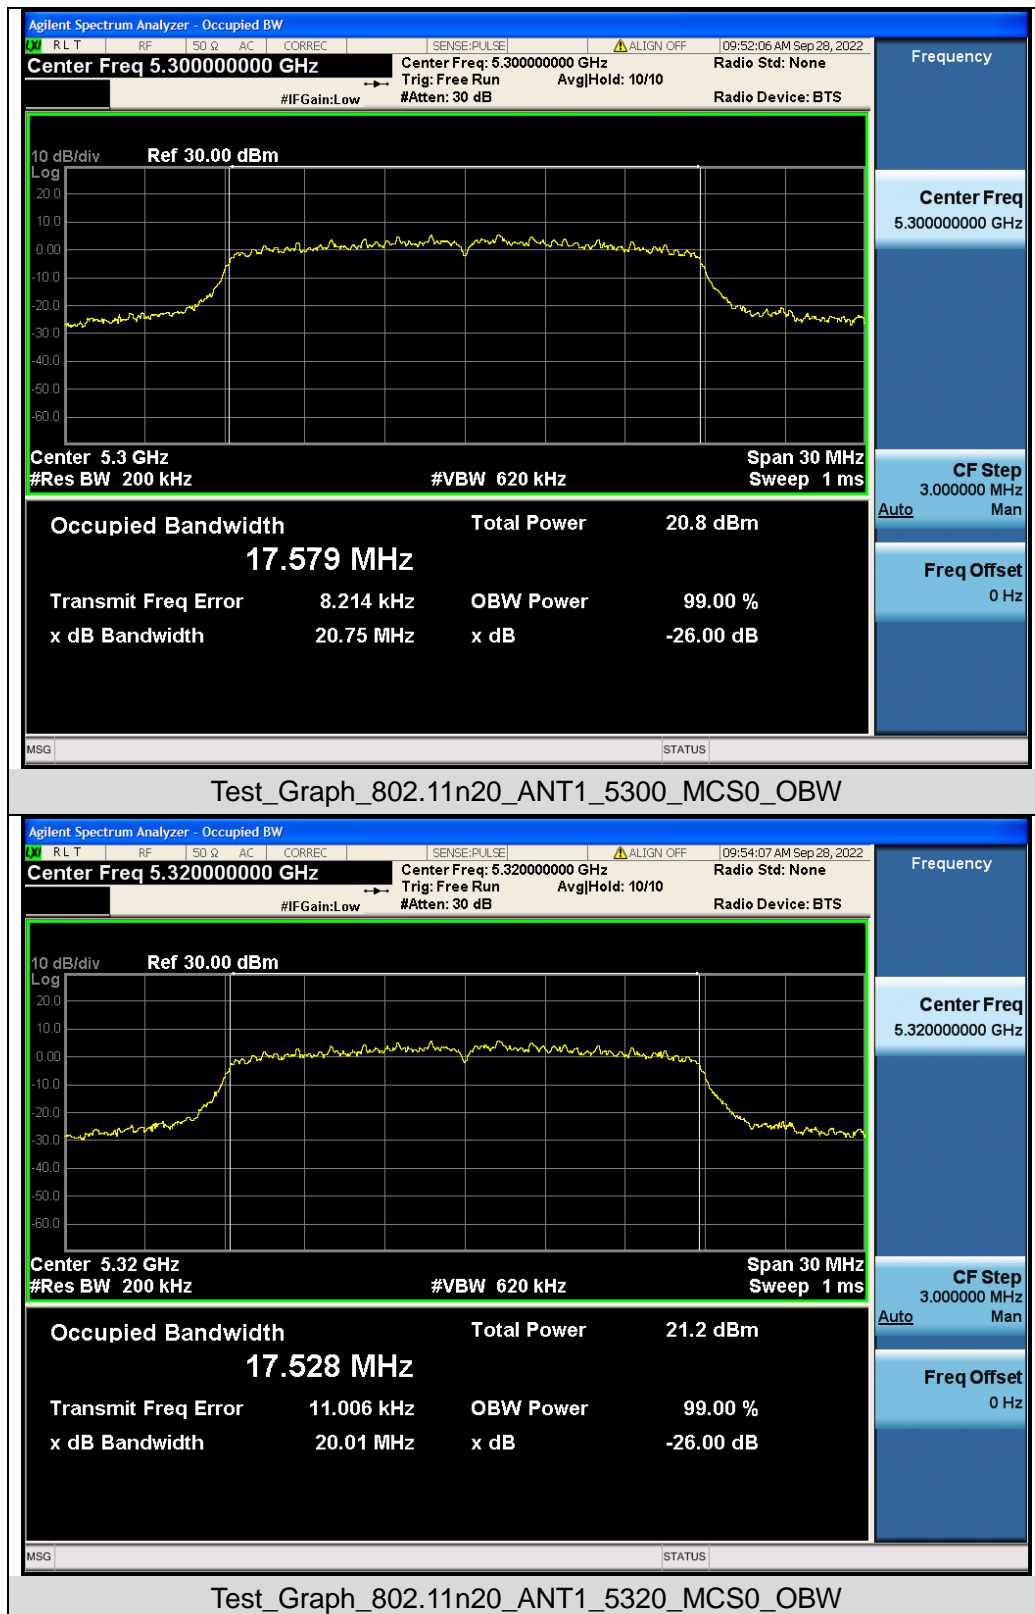 Agilent Spectrum Analyzer - Occupied BW
LXI RLT RF 50 Ω AC CORREC SENSE:PULSE ALIGN OFF 09:52:06 AM Sep 28, 2022
Center Freq 5.300000000 GHz Center Freq: 5.300000000 GHz Radio Std: None
Trig: Free Run Avg|Hold: 10/10
#IFGain:Low #Atten: 30 dB Radio Device: BTS
Frequency
10 dB/div Ref 30.00 dBm
Log
20.0
10.0
0.00
-10.0
-20.0
-30.0
-40.0
-50.0
-60.0
Center 5.3 GHz Span 30 MHz
#Res BW 200 kHz #VBW 620 kHz Sweep 1 ms
Center Freq
5.300000000 GHz
CF Step
3.000000 MHz
Auto Man
Freq Offset
0 Hz
Occupied Bandwidth Total Power 20.8 dBm
17.579 MHz
Transmit Freq Error 8.214 kHz OBW Power 99.00 %
x dB Bandwidth 20.75 MHz x dB -26.00 dB
MSG STATUS
Test_Graph_802.11n20_ANT1_5300_MCS0_OBW
Agilent Spectrum Analyzer - Occupied BW
LXI RLT RF 50 Ω AC CORREC SENSE:PULSE ALIGN OFF 09:54:07 AM Sep 28, 2022
Center Freq 5.320000000 GHz Center Freq: 5.320000000 GHz Radio Std: None
Trig: Free Run Avg|Hold: 10/10
#IFGain:Low #Atten: 30 dB Radio Device: BTS
Frequency
10 dB/div Ref 30.00 dBm
Log
20.0
10.0
0.00
-10.0
-20.0
-30.0
-40.0
-50.0
-60.0
Center 5.32 GHz Span 30 MHz
#Res BW 200 kHz #VBW 620 kHz Sweep 1 ms
Center Freq
5.320000000 GHz
CF Step
3.000000 MHz
Auto Man
Freq Offset
0 Hz
Occupied Bandwidth Total Power 21.2 dBm
17.528 MHz
Transmit Freq Error 11.006 kHz OBW Power 99.00 %
x dB Bandwidth 20.01 MHz x dB -26.00 dB
MSG STATUS
Test_Graph_802.11n20_ANT1_5320_MCS0_OBW